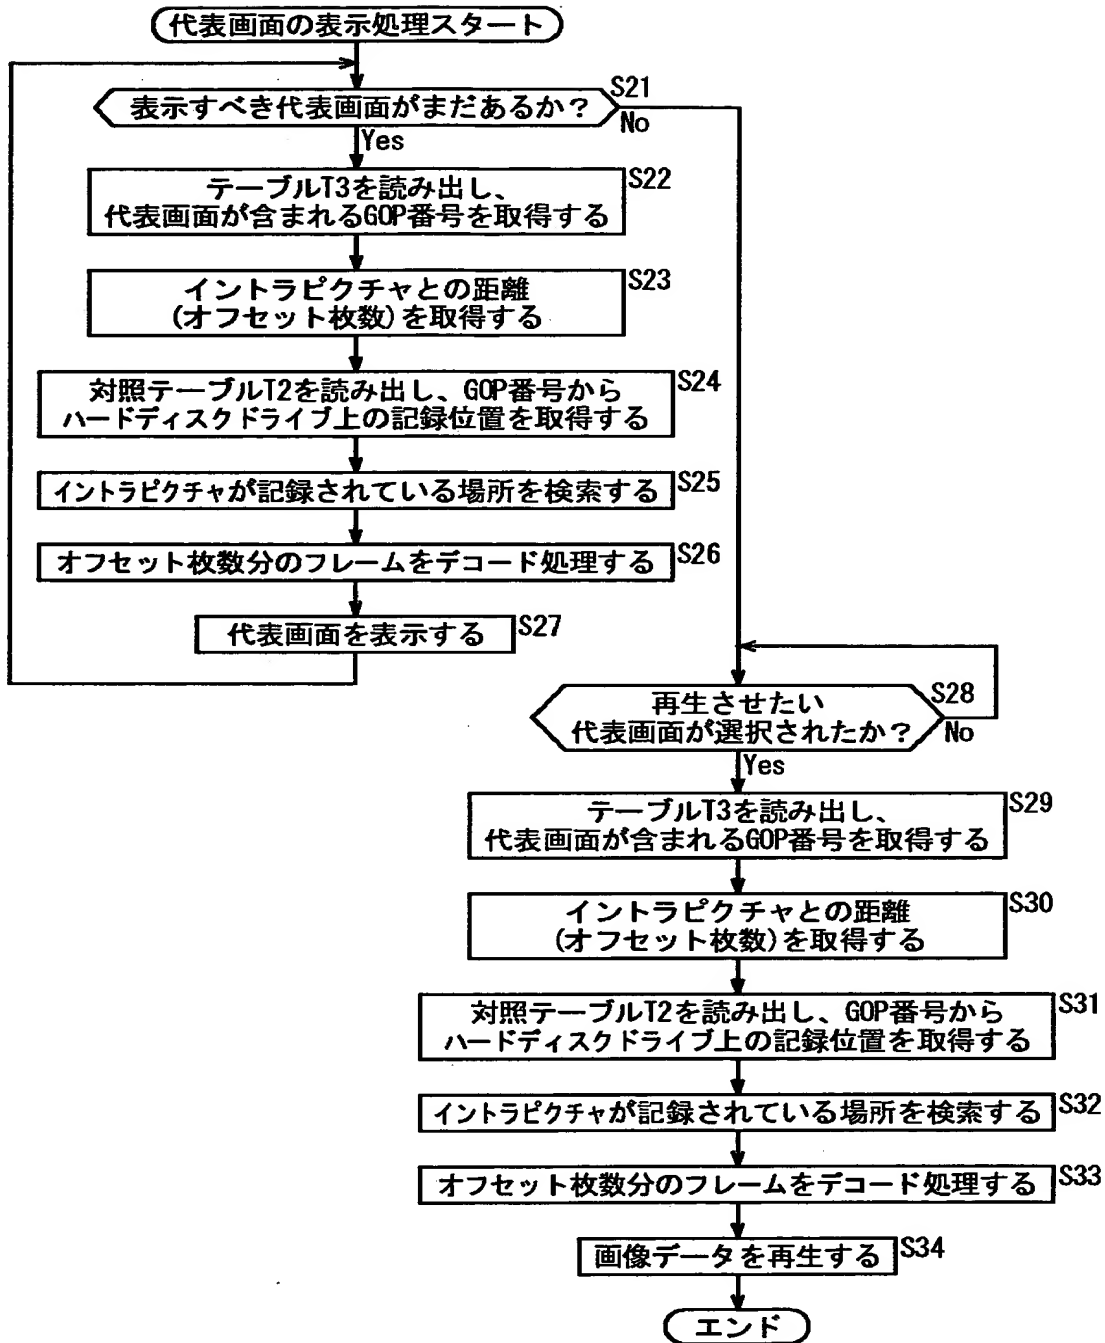 代表画面の表示処理スタート
表示すべき代表画面がまだあるか？
S21
No
Yes
テーブルT3を読み出し、
代表画面が含まれるGOP番号を取得する
S22
イントラピクチャとの距離
(オフセット枚数)を取得する
S23
対照テーブルT2を読み出し、GOP番号から
ハードディスクドライブ上の記録位置を取得する
S24
イントラピクチャが記録されている場所を検索する
S25
オフセット枚数分のフレームをデコード処理する
S26
代表画面を表示する
S27
再生させたい
代表画面が選択されたか？
S28
No
Yes
テーブルT3を読み出し、
代表画面が含まれるGOP番号を取得する
S29
イントラピクチャとの距離
(オフセット枚数)を取得する
S30
対照テーブルT2を読み出し、GOP番号から
ハードディスクドライブ上の記録位置を取得する
S31
イントラピクチャが記録されている場所を検索する
S32
オフセット枚数分のフレームをデコード処理する
S33
画像データを再生する
S34
エンド